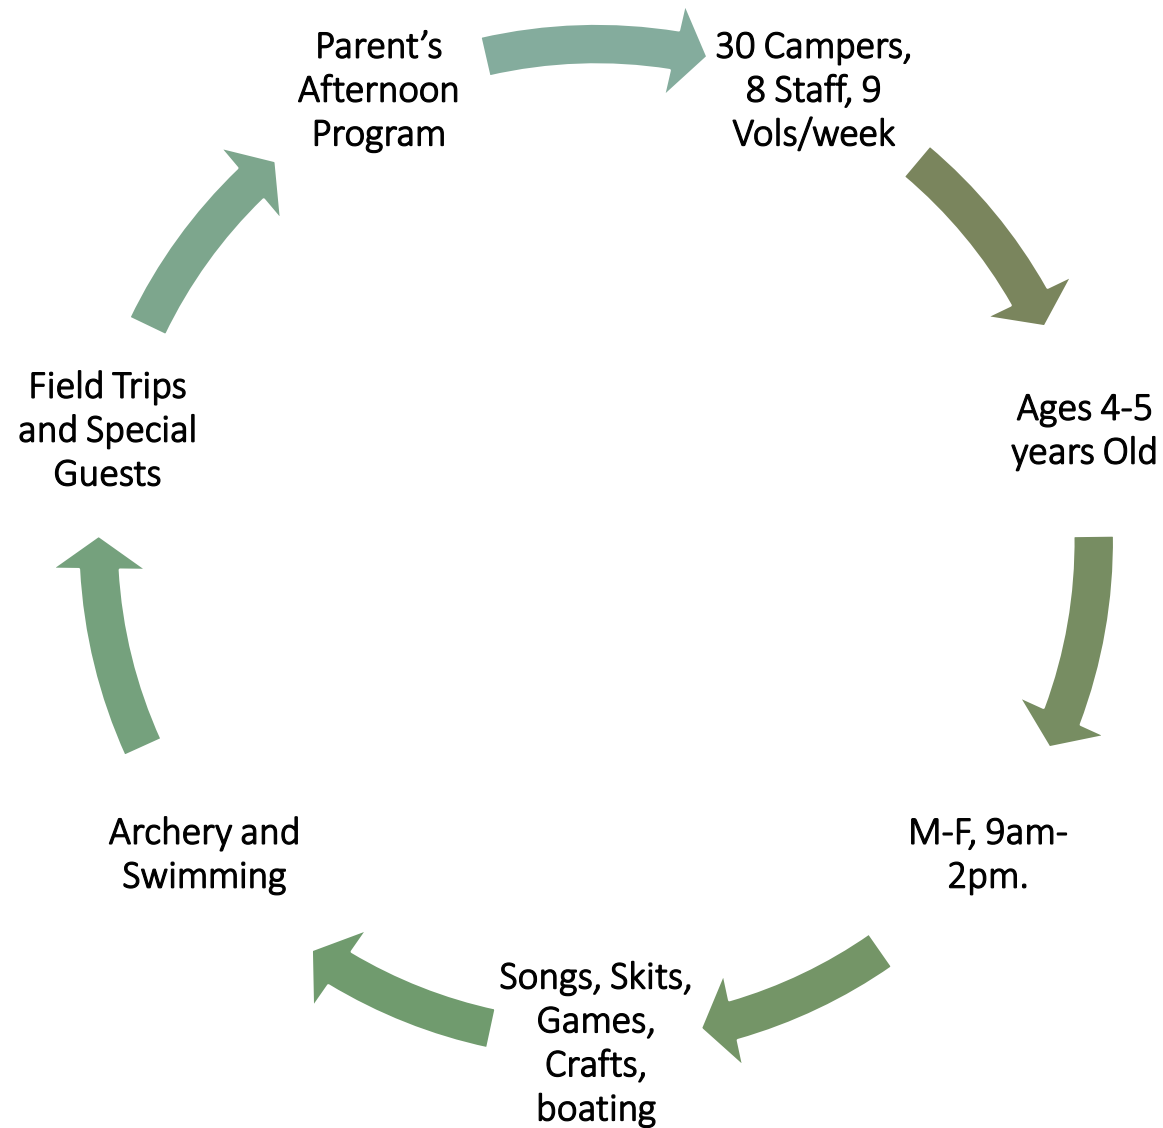 Parent’s
Afternoon
Program
30 Campers,
8 Staff, 9
Vols/week
Ages 4-5
years Old
M-F, 9am-
2pm.
Songs, Skits,
Games,
Crafts,
boating
Archery and
Swimming
Field Trips
and Special
Guests